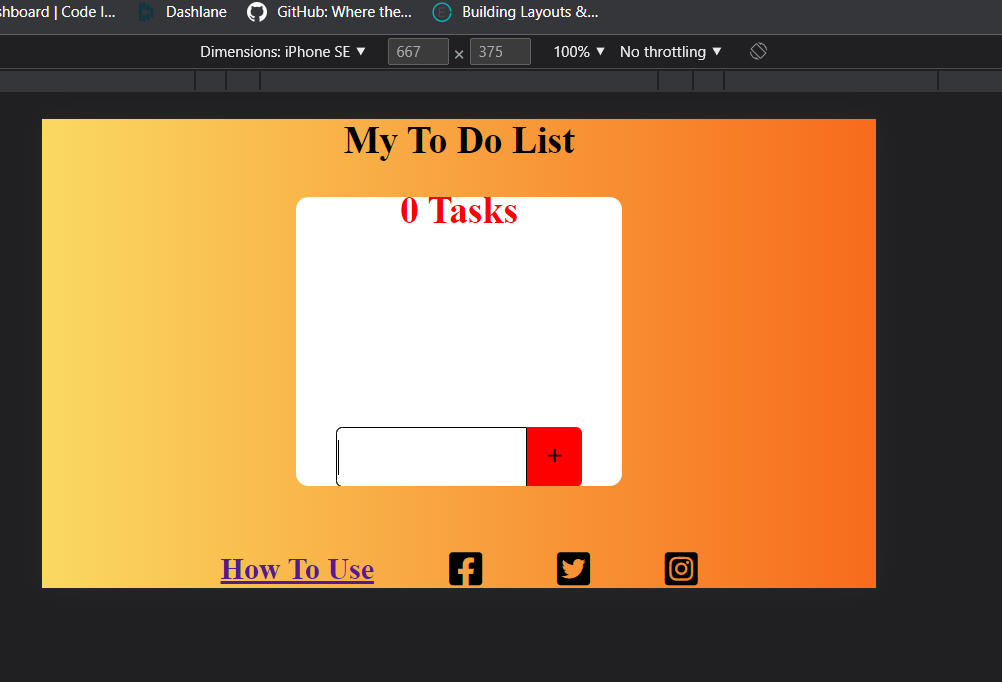 shboard | Code I... Dashlane GitHub: Where the... Building Layouts &...
Dimensions: iPhone SE ▼ 667 × 375 100% ▼ No throttling ▼
My To Do List
0 Tasks
+
How To Use